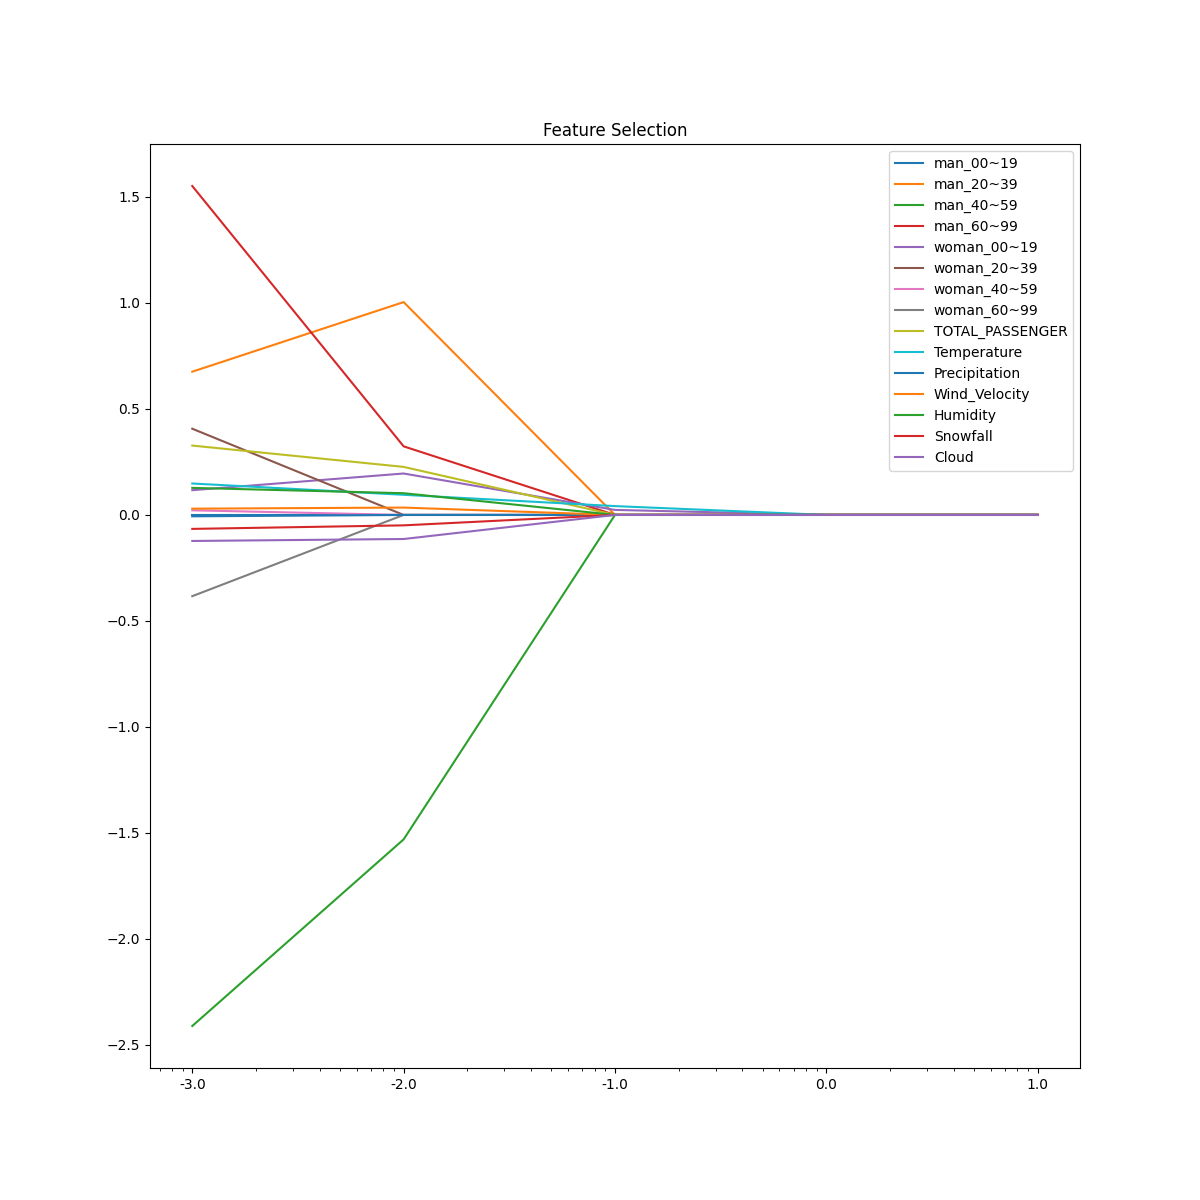 Feature Selection
man_00~19
man_20~39
man_40~59
man_60~99
woman_00~19
woman_20~39
woman_40~59
woman_60~99
TOTAL_PASSENGER
Temperature
Precipitation
Wind_Velocity
Humidity
Snowfall
Cloud
1.5
1.0
0.5
0.0
−0.5
−1.0
−1.5
−2.0
−2.5
-3.0 -2.0 -1.0 0.0 1.0